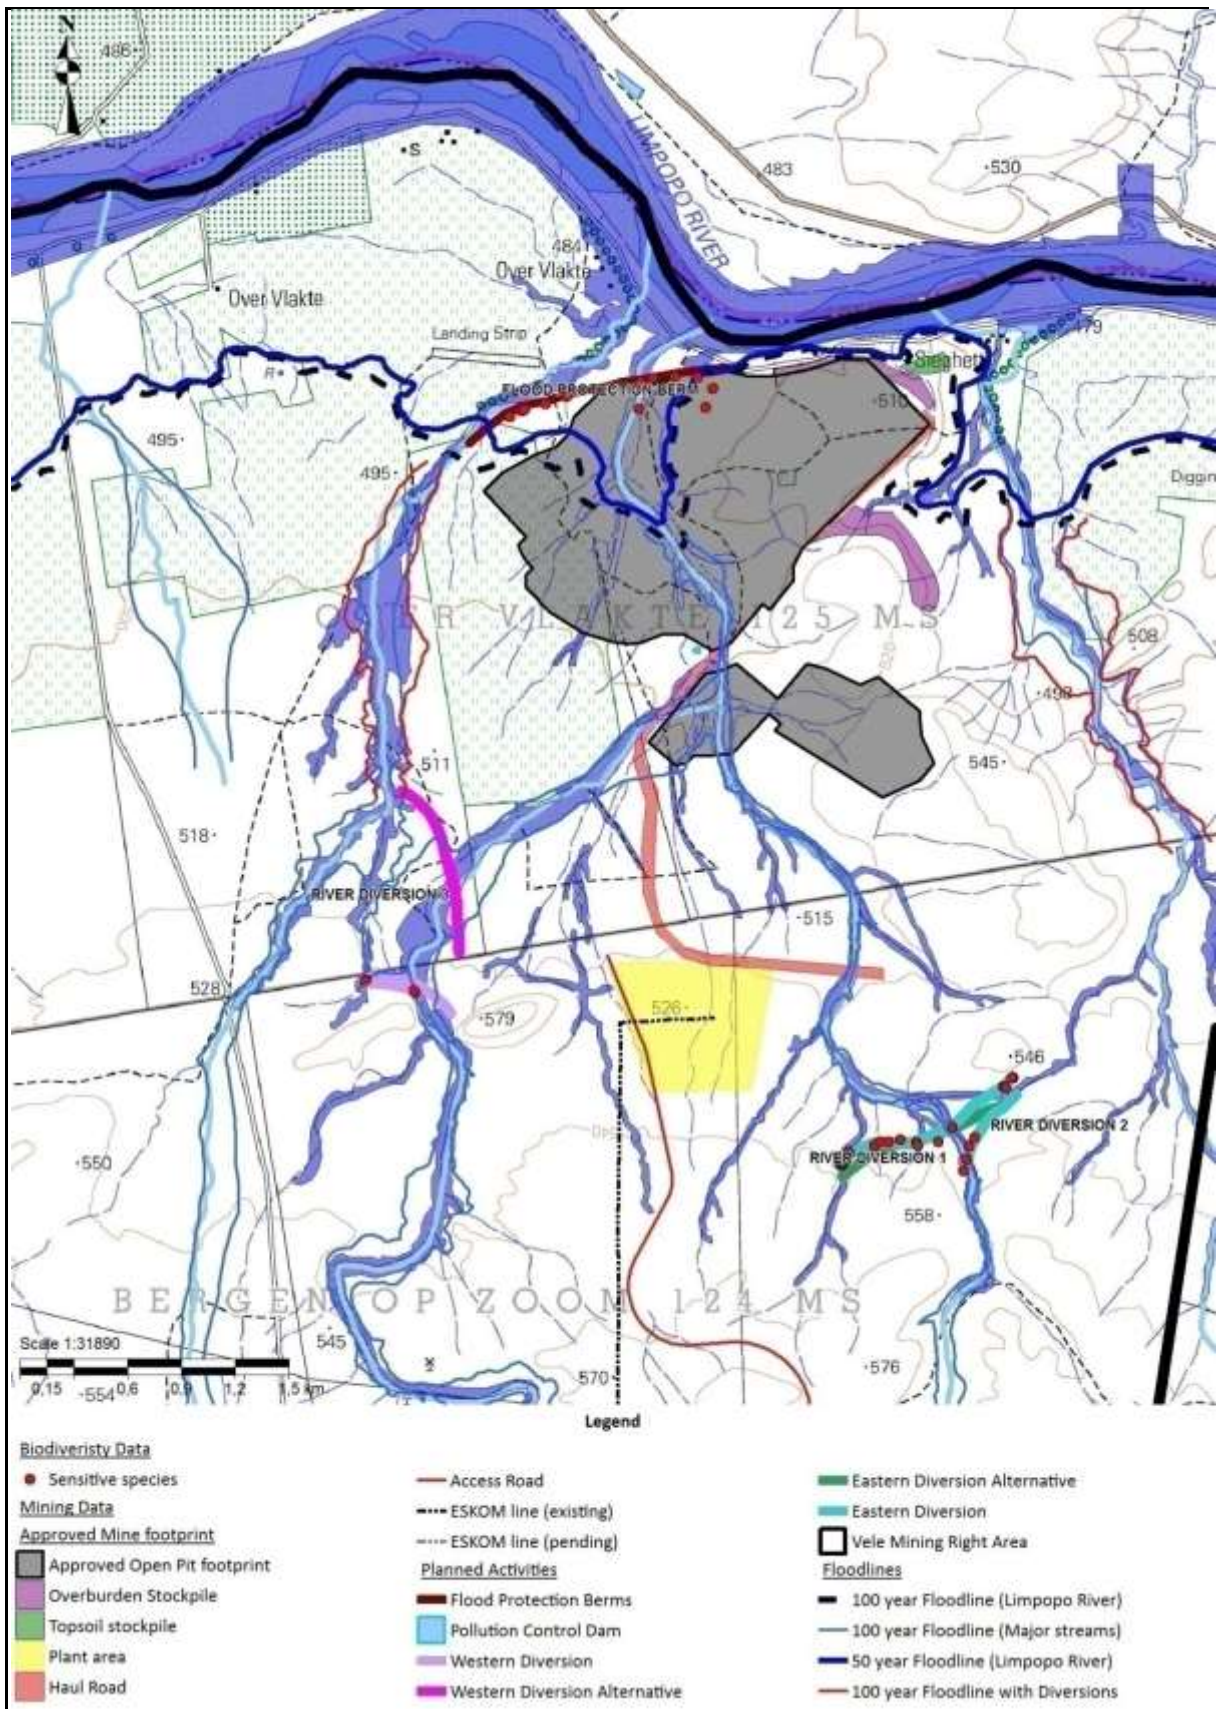 N
486
S
LIMPOPO RIVER
483
530
484
Over Vlakte
Over Vlakte
Landing Strip
479
R
FLOOD PROTECTION BERM
510
495
495
Diggin
OVER VLAKTE 125 MS
508
498
511
545
518
RIVER DIVERSION 3
515
528
526
579
546
RIVER DIVERSION 2
550
540
RIVER DIVERSION 1
558
BERGEN OP ZOOM 124 MS
Scale 1:31890
545
576
570
0,15 0,6 0,9 1,2 1,5 km
554
Legend
Biodiveristy Data
Sensitive species
Mining Data
Approved Mine footprint
Approved Open Pit footprint
Overburden Stockpile
Topsoil stockpile
Plant area
Haul Road
Access Road
ESKOM line (existing)
ESKOM line (pending)
Planned Activities
Flood Protection Berms
Pollution Control Dam
Western Diversion
Western Diversion Alternative
Eastern Diversion Alternative
Eastern Diversion
Vele Mining Right Area
Floodlines
100 year Floodline (Limpopo River)
100 year Floodline (Major streams)
50 year Floodline (Limpopo River)
100 year Floodline with Diversions